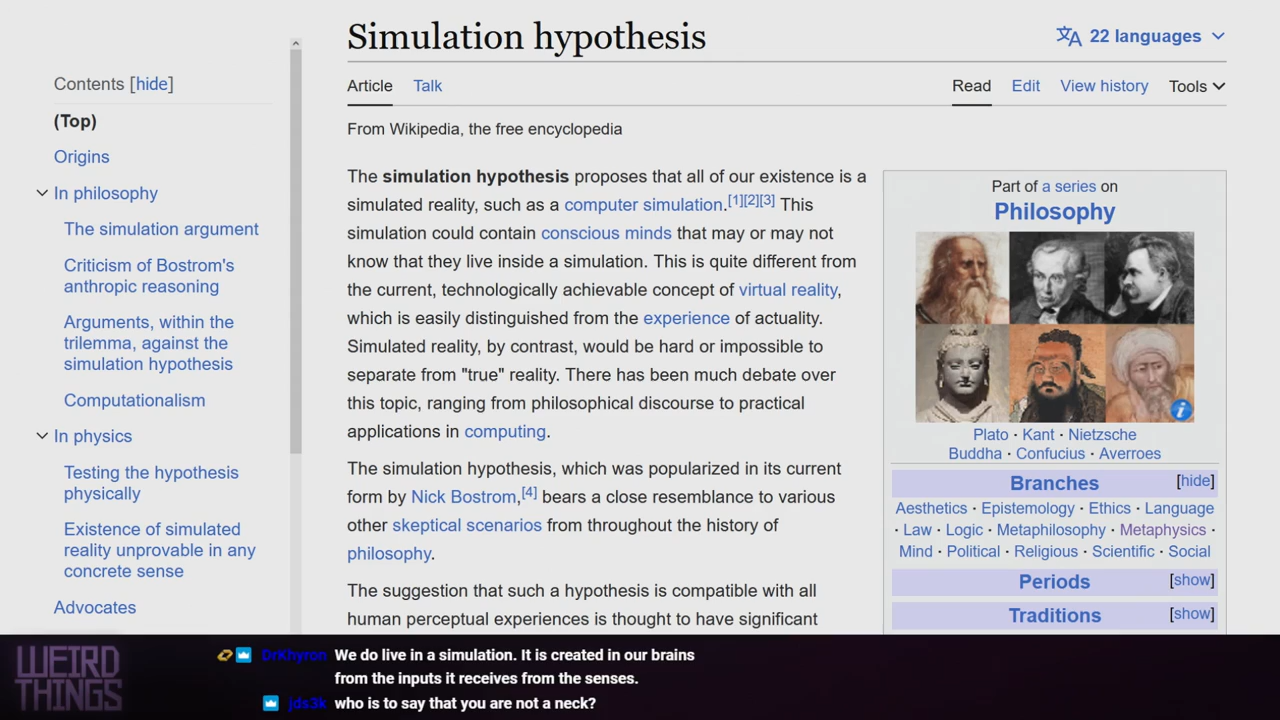 Simulation hypothesis
22 languages
Contents [hide]
(Top)
Origins
In philosophy
The simulation argument
Criticism of Bostrom's
anthropic reasoning
Arguments, within the
trilemma, against the
simulation hypothesis
Computationalism
In physics
Testing the hypothesis
physically
Existence of simulated
reality unprovable in any
concrete sense
Advocates
Article Talk
Read Edit View history Tools
From Wikipedia, the free encyclopedia
The simulation hypothesis proposes that all of our existence is a
simulated reality, such as a computer simulation.[1][2][3] This
simulation could contain conscious minds that may or may not
know that they live inside a simulation. This is quite different from
the current, technologically achievable concept of virtual reality,
which is easily distinguished from the experience of actuality.
Simulated reality, by contrast, would be hard or impossible to
separate from "true" reality. There has been much debate over
this topic, ranging from philosophical discourse to practical
applications in computing.
The simulation hypothesis, which was popularized in its current
form by Nick Bostrom,[4] bears a close resemblance to various
other skeptical scenarios from throughout the history of
philosophy.
The suggestion that such a hypothesis is compatible with all
human perceptual experiences is thought to have significant
Part of a series on
Philosophy
Plato · Kant · Nietzsche
Buddha · Confucius · Averroes
Branches [hide]
Aesthetics · Epistemology · Ethics · Language
· Law · Logic · Metaphilosophy · Metaphysics ·
Mind · Political · Religious · Scientific · Social
Periods [show]
Traditions [show]
WEIRD
THINGS
DrKhyron We do live in a simulation. It is created in our brains
from the inputs it receives from the senses.
jds3k who is to say that you are not a neck?